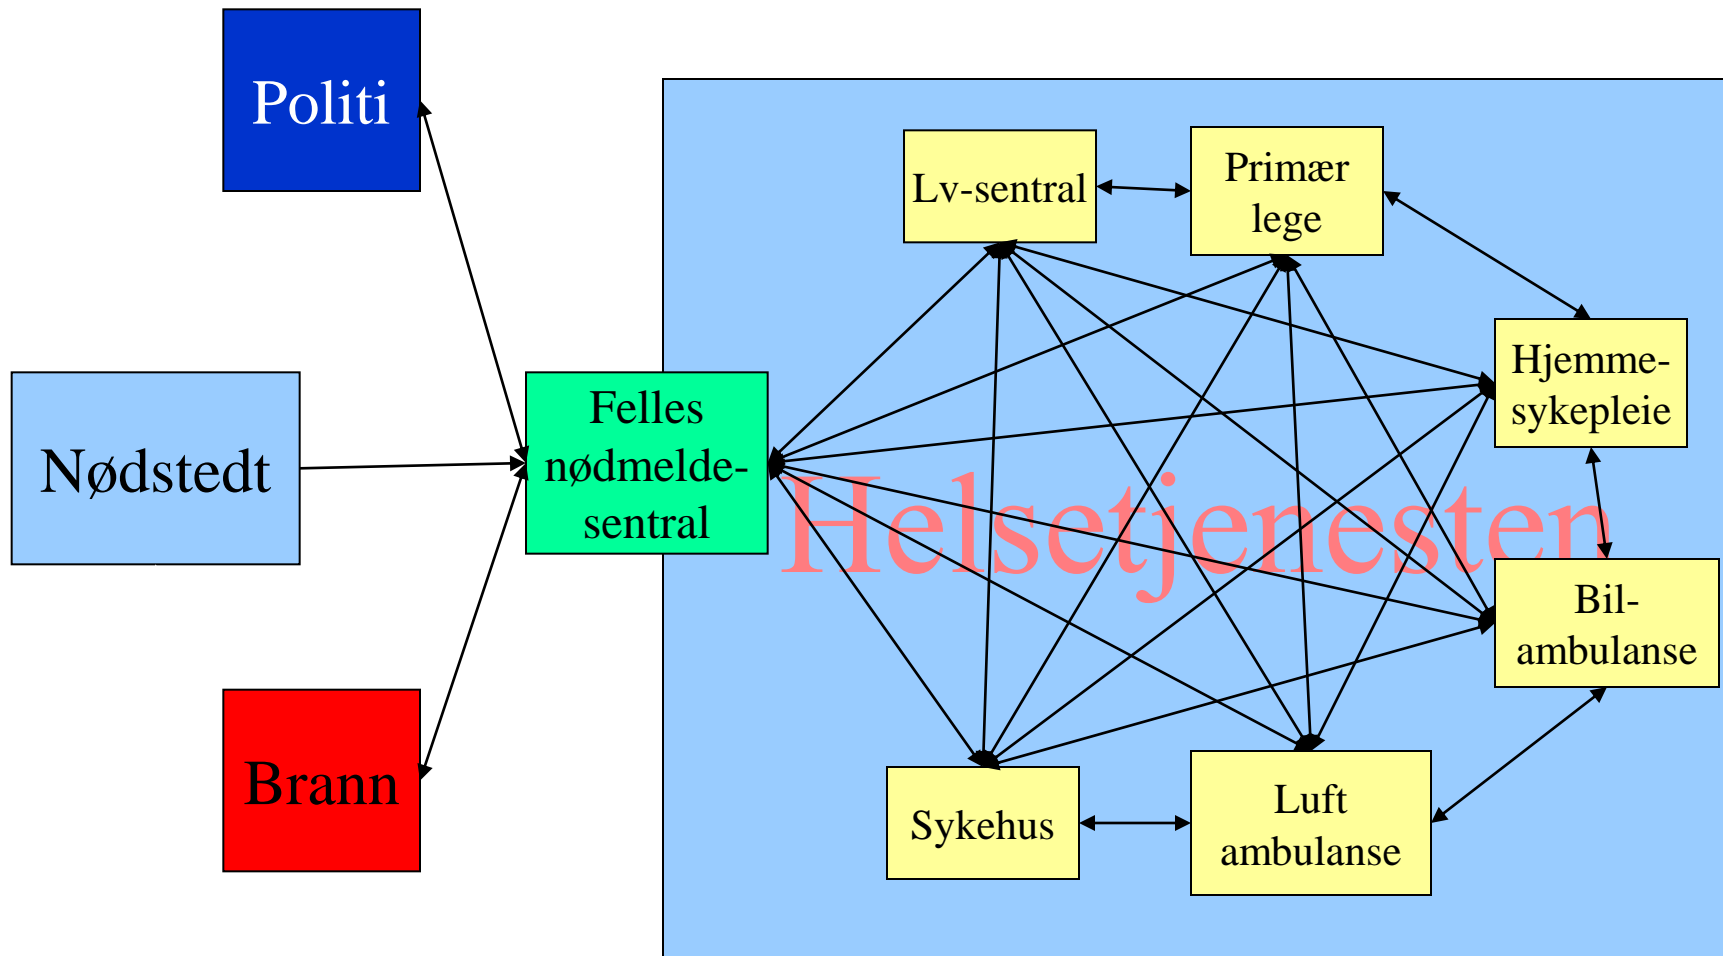 Politi
Nødstedt
Brann
Felles
nødmelde-
sentral
Helsetjenesten
Lv-sentral
Primær
lege
Hjemme-
sykepleie
Bil-
ambulanse
Luft
ambulanse
Sykehus